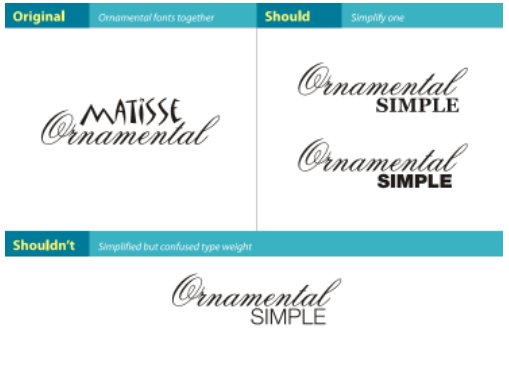 Original Ornamental fonts together
MATISSE
Ornamental
Should Simplify one
Ornamental
SIMPLE
Ornamental
SIMPLE
Shouldn't Simplified but confused type weight
Ornamental
SIMPLE